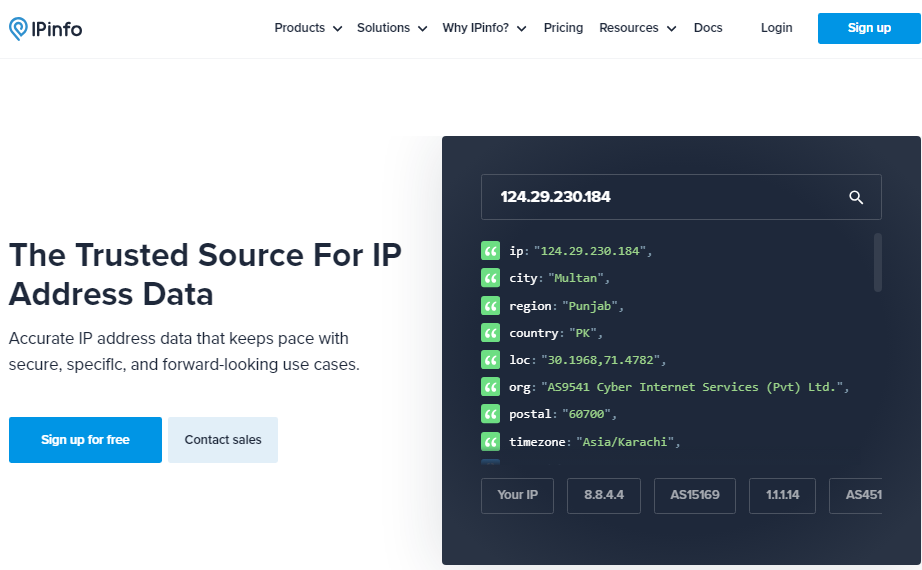 IPinfo
Products Solutions Why IPinfo? Pricing Resources Docs Login Sign up
124.29.230.184
ip: "124.29.230.184",
city: "Multan",
region: "Punjab",
country: "PK",
loc: "30.1968,71.4782",
org: "AS9541 Cyber Internet Services (Pvt) Ltd.",
postal: "60700",
timezone: "Asia/Karachi",
Your IP 8.8.4.4 AS15169 1.1.1.14 AS451
The Trusted Source For IP
Address Data
Accurate IP address data that keeps pace with
secure, specific, and forward-looking use cases.
Sign up for free Contact sales